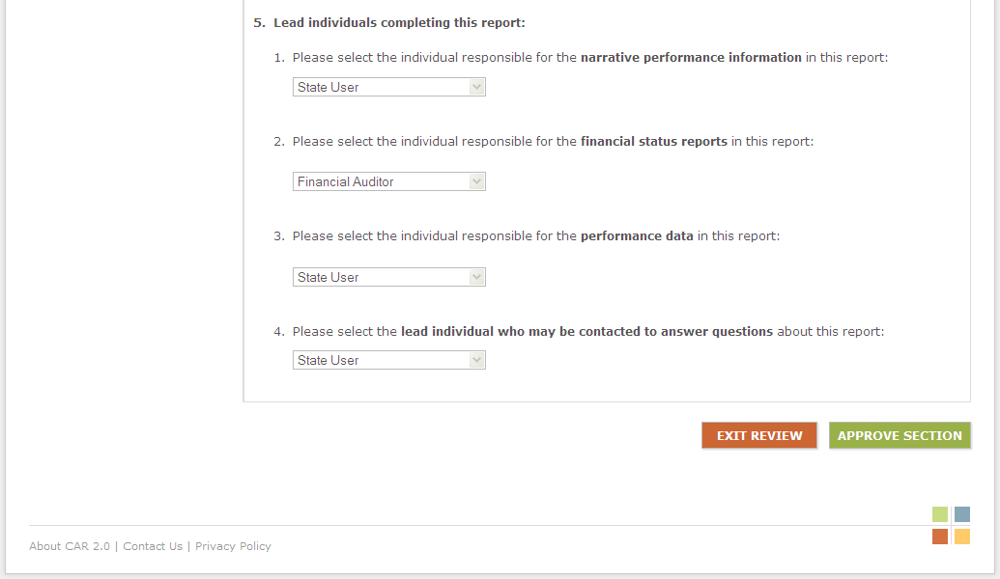 5. Lead individuals completing this report:
1. Please select the individual responsible for the narrative performance information in this report:
State User
2. Please select the individual responsible for the financial status reports in this report:
Financial Auditor
3. Please select the individual responsible for the performance data in this report:
State User
4. Please select the lead individual who may be contacted to answer questions about this report:
State User
EXIT REVIEW APPROVE SECTION
About CAR 2.0 | Contact Us | Privacy Policy